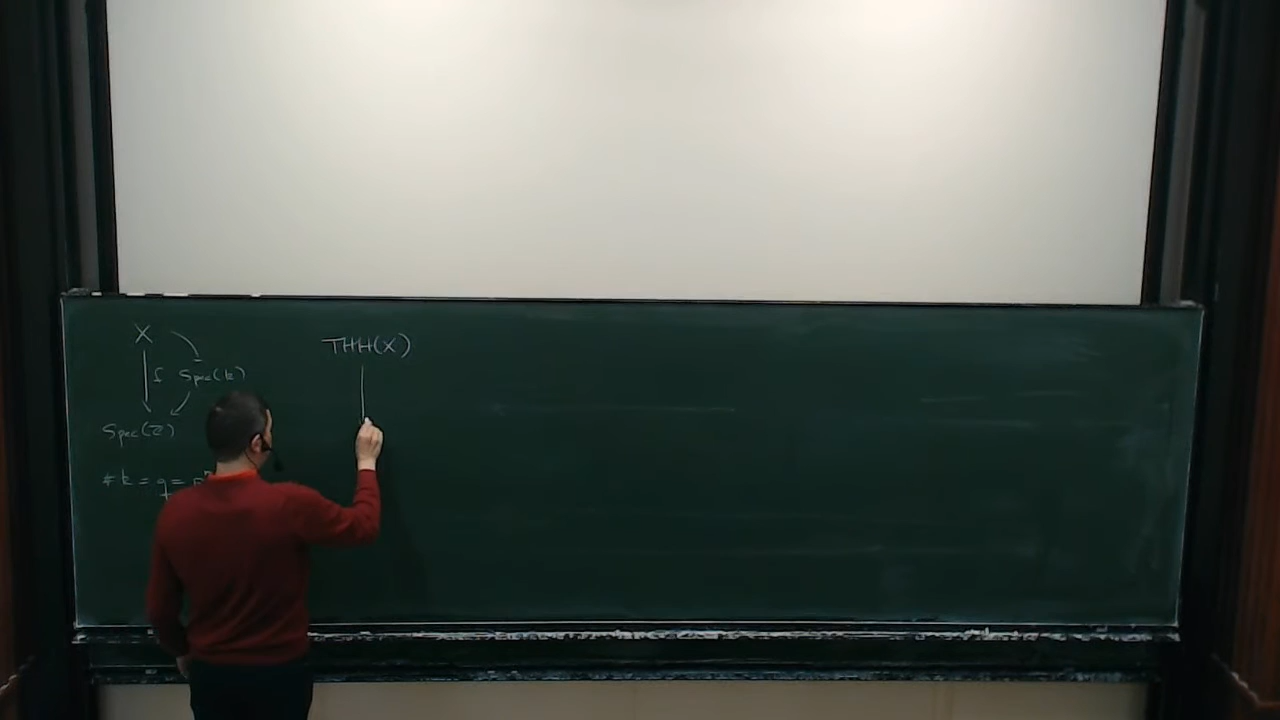 X
f Spec(k)
Spec(ℤ)
# k = q = p
THH(X)